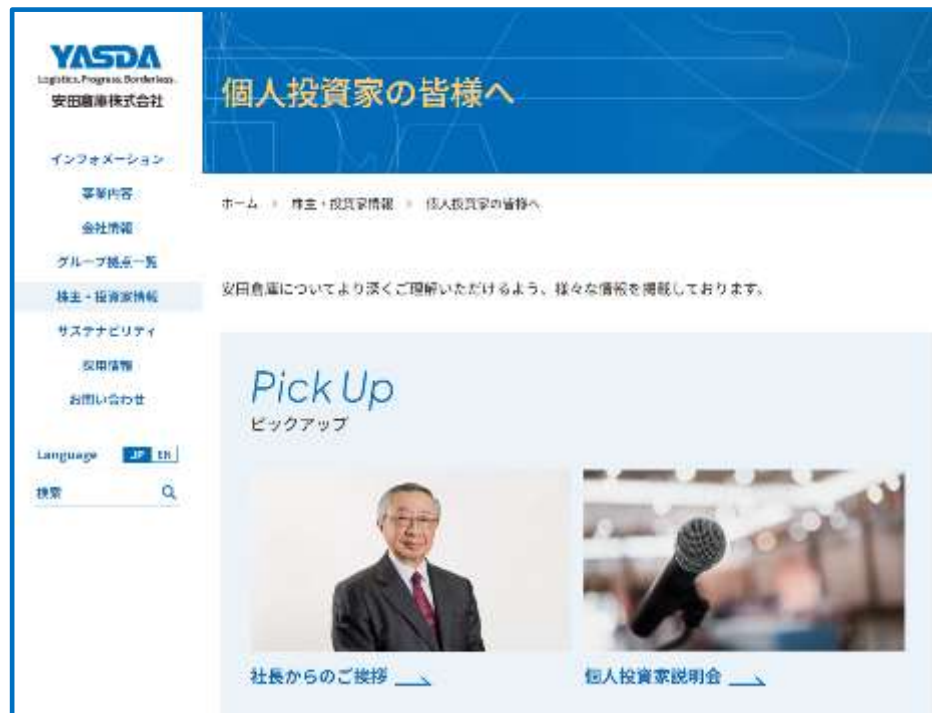 YASDA
Logistics, Progress, Borderless.
安田倉庫株式会社
インフォメーション
事業内容
会社情報
グループ拠点一覧
株主・投資家情報
サステナビリティ
採用情報
お問い合わせ
Language JP EN
検索
個人投資家の皆様へ
ホーム 株主・投資家情報 個人投資家の皆様へ
安田倉庫についてより深くご理解いただけるよう、様々な情報を掲載しております。
Pick Up
ピックアップ
社長からのご挨拶
個人投資家説明会